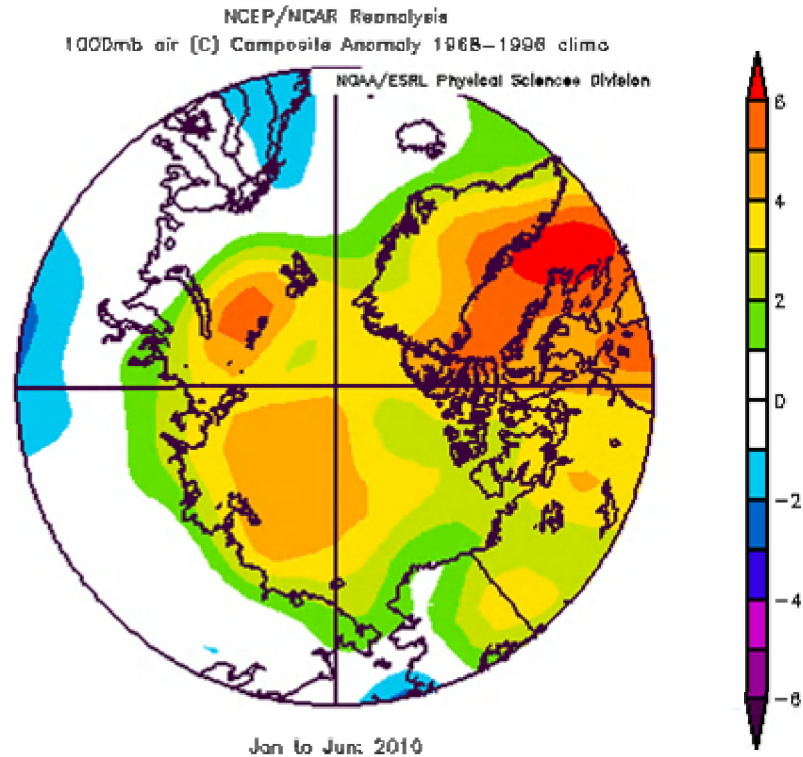 NCEP/NCAR Reanalysis
1000mb air (C) Composite Anomaly 1968-1996 climo
NOAA/ESRL Physical Sciences Division
6
4
2
0
-2
-4
-6
Jan to Jun: 2010